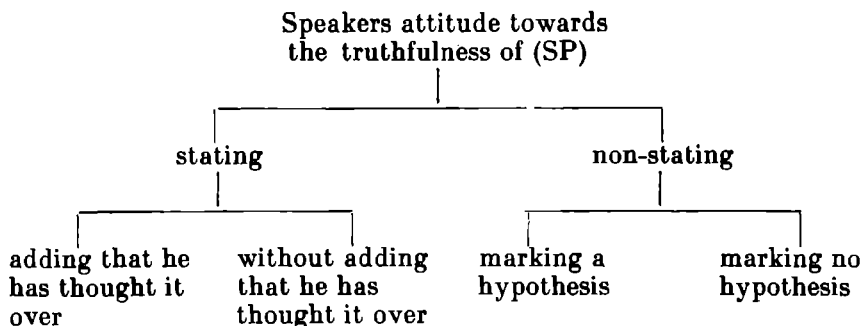 Speakers attitude towards
the truthfulness of (SP)
stating
non-stating
adding that he
has thought it
over
without adding
that he has
thought it over
marking a
hypothesis
marking no
hypothesis